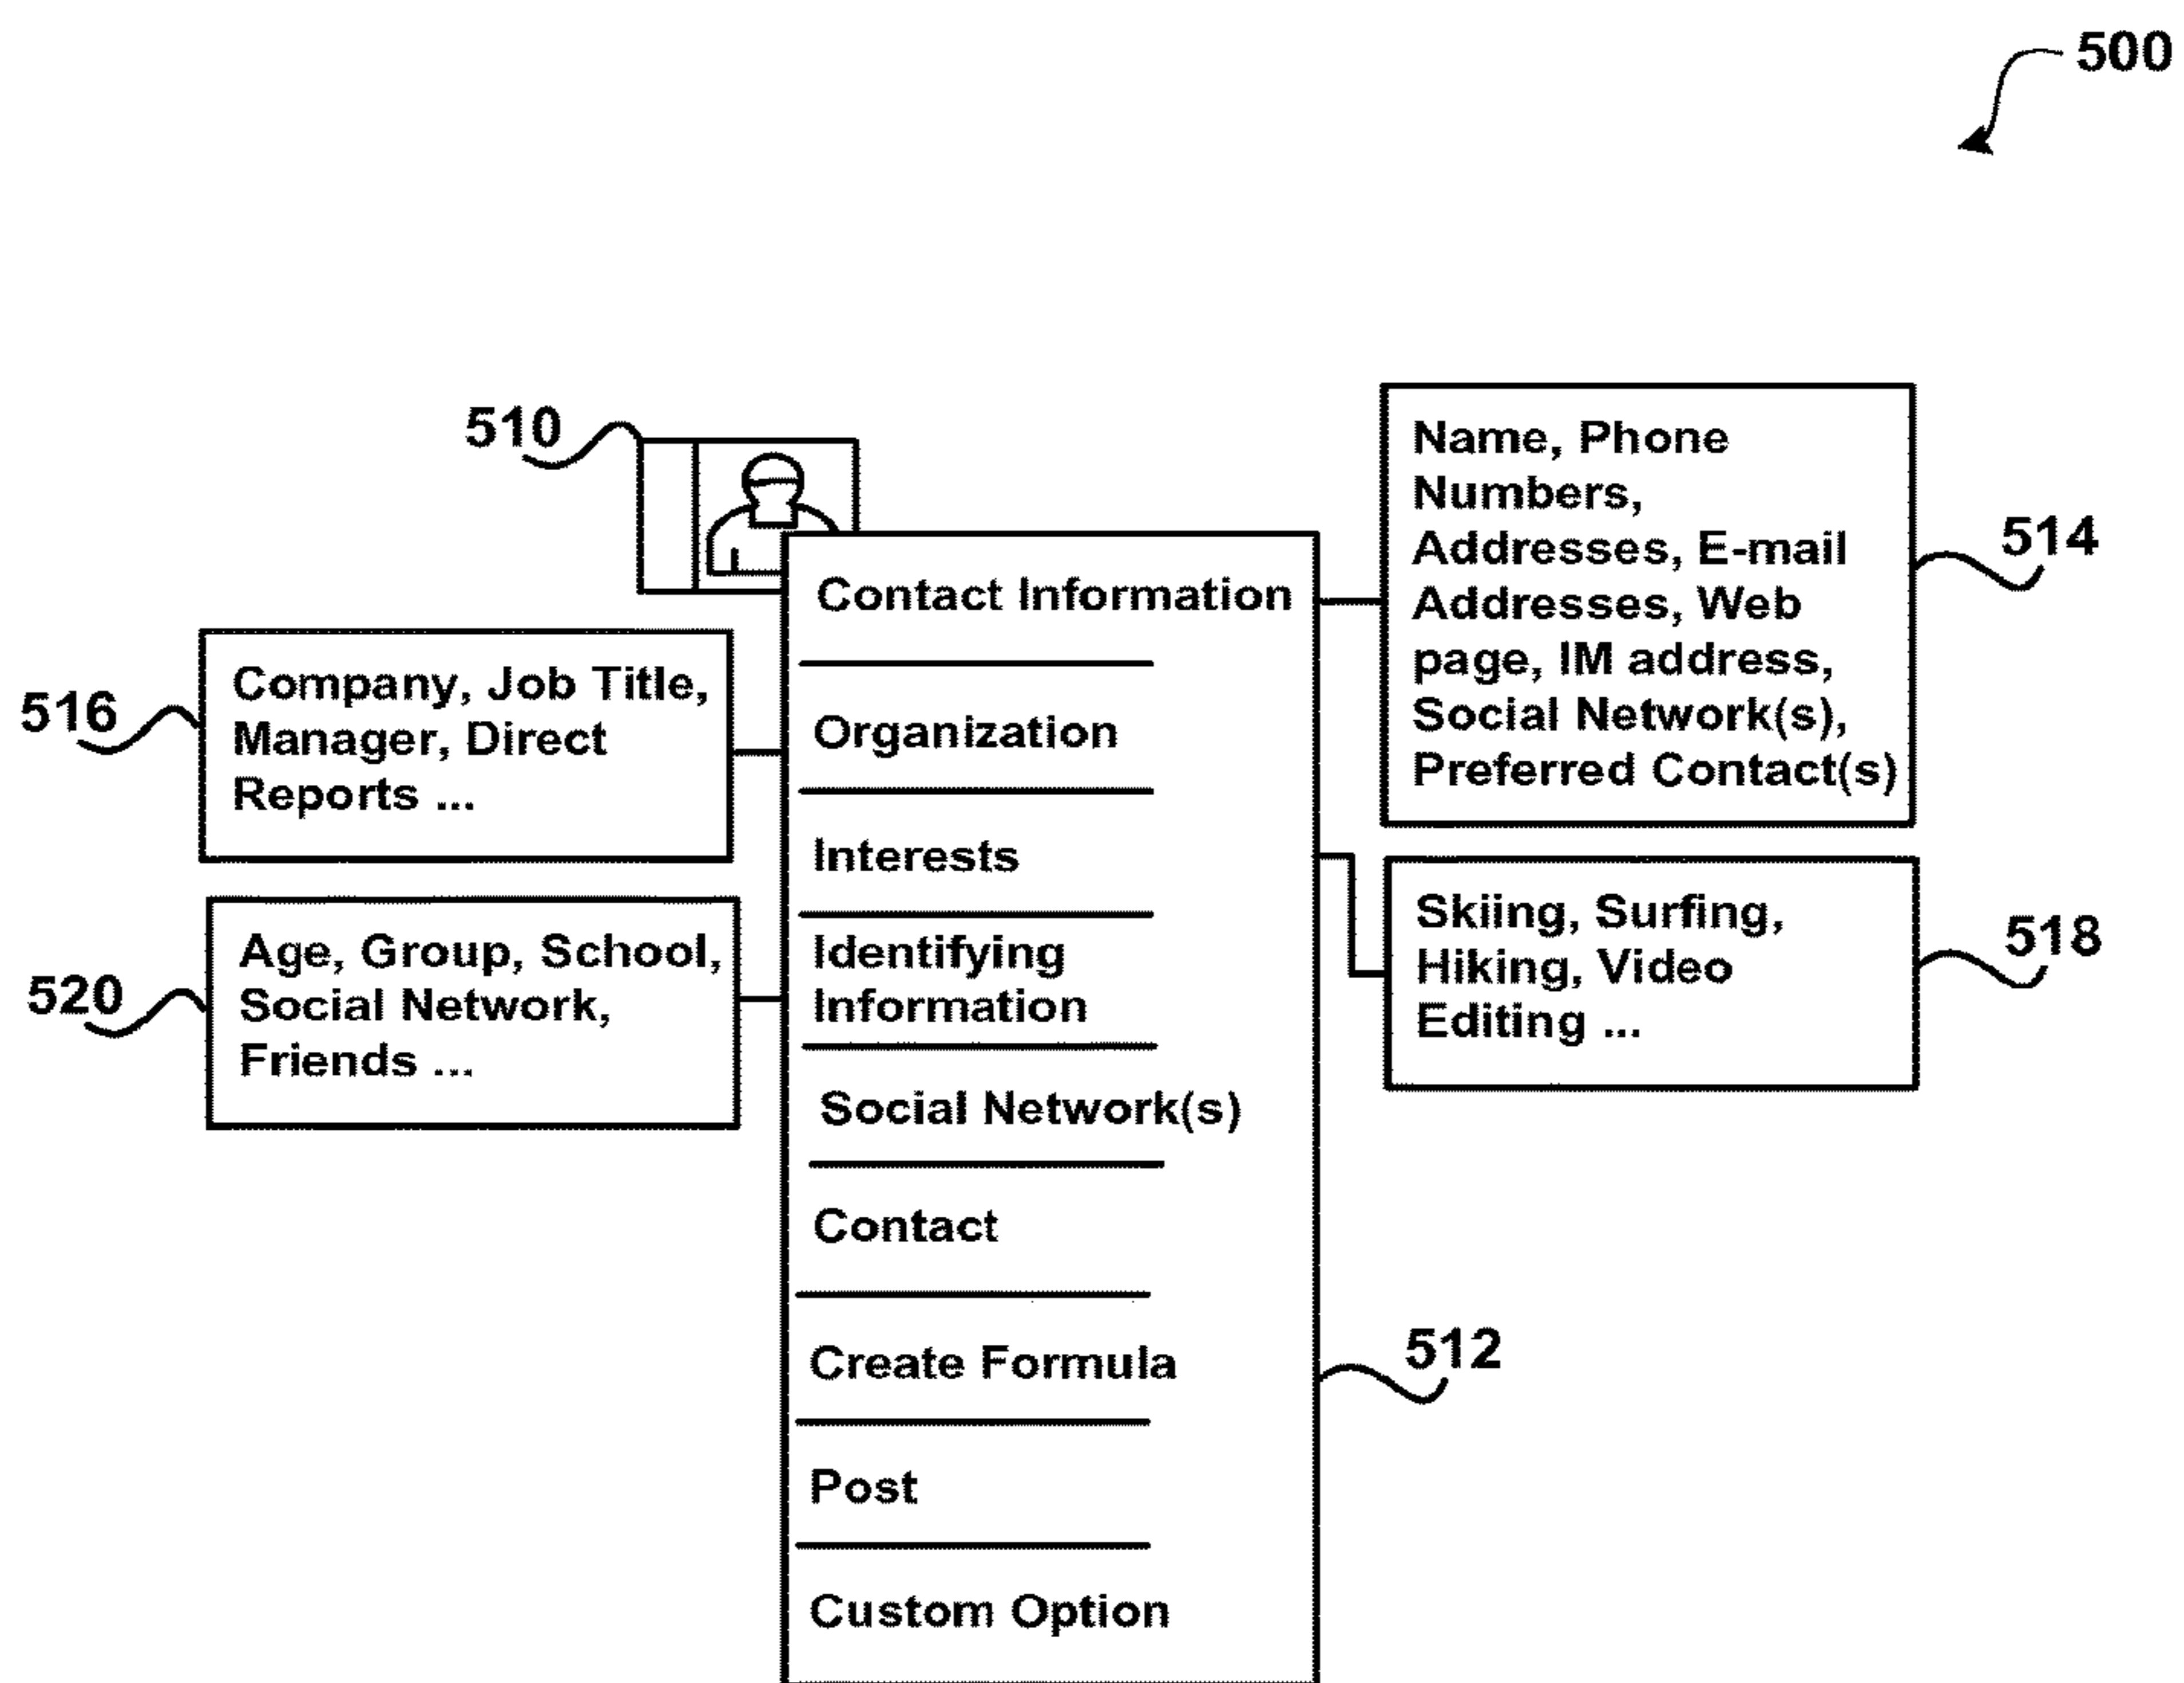 500
510
Name, Phone
Numbers,
Addresses, E-mail
Addresses, Web
page, IM address,
Social Network(s),
Preferred Contact(s)
514
Contact Information
516
Company, Job Title,
Manager, Direct
Reports ...
Organization
Interests
Skiing, Surfing,
Hiking, Video
Editing ...
518
520
Age, Group, School,
Social Network,
Friends ...
Identifying
Information
Social Network(s)
Contact
Create Formula
512
Post
Custom Option